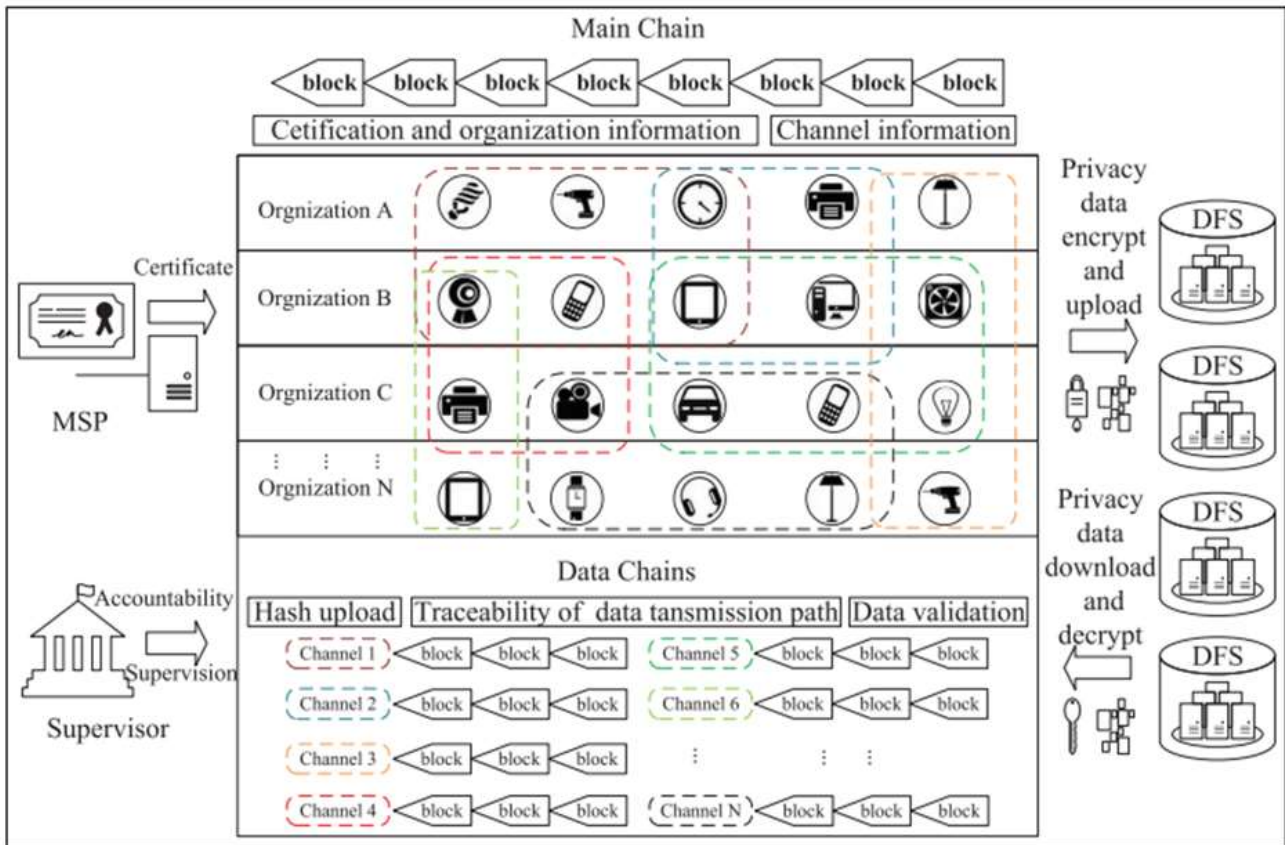 Main Chain
block block block block block block block block
Cetification and organization information
Channel information
Orgnization A
Orgnization B
Orgnization C
⋮ ⋮ ⋮
Orgnization N
Certificate
MSP
Accountability
Supervision
Supervisor
Privacy
data
encrypt
and
upload
Privacy
data
download
and
decrypt
DFS
DFS
DFS
DFS
Data Chains
Hash upload
Traceability of data tansmission path
Data validation
Channel 1 block block block
Channel 5 block block block
Channel 2 block block block
Channel 6 block block block
Channel 3 block block block
⋮ ⋮ ⋮
Channel 4 block block block
Channel N block block block